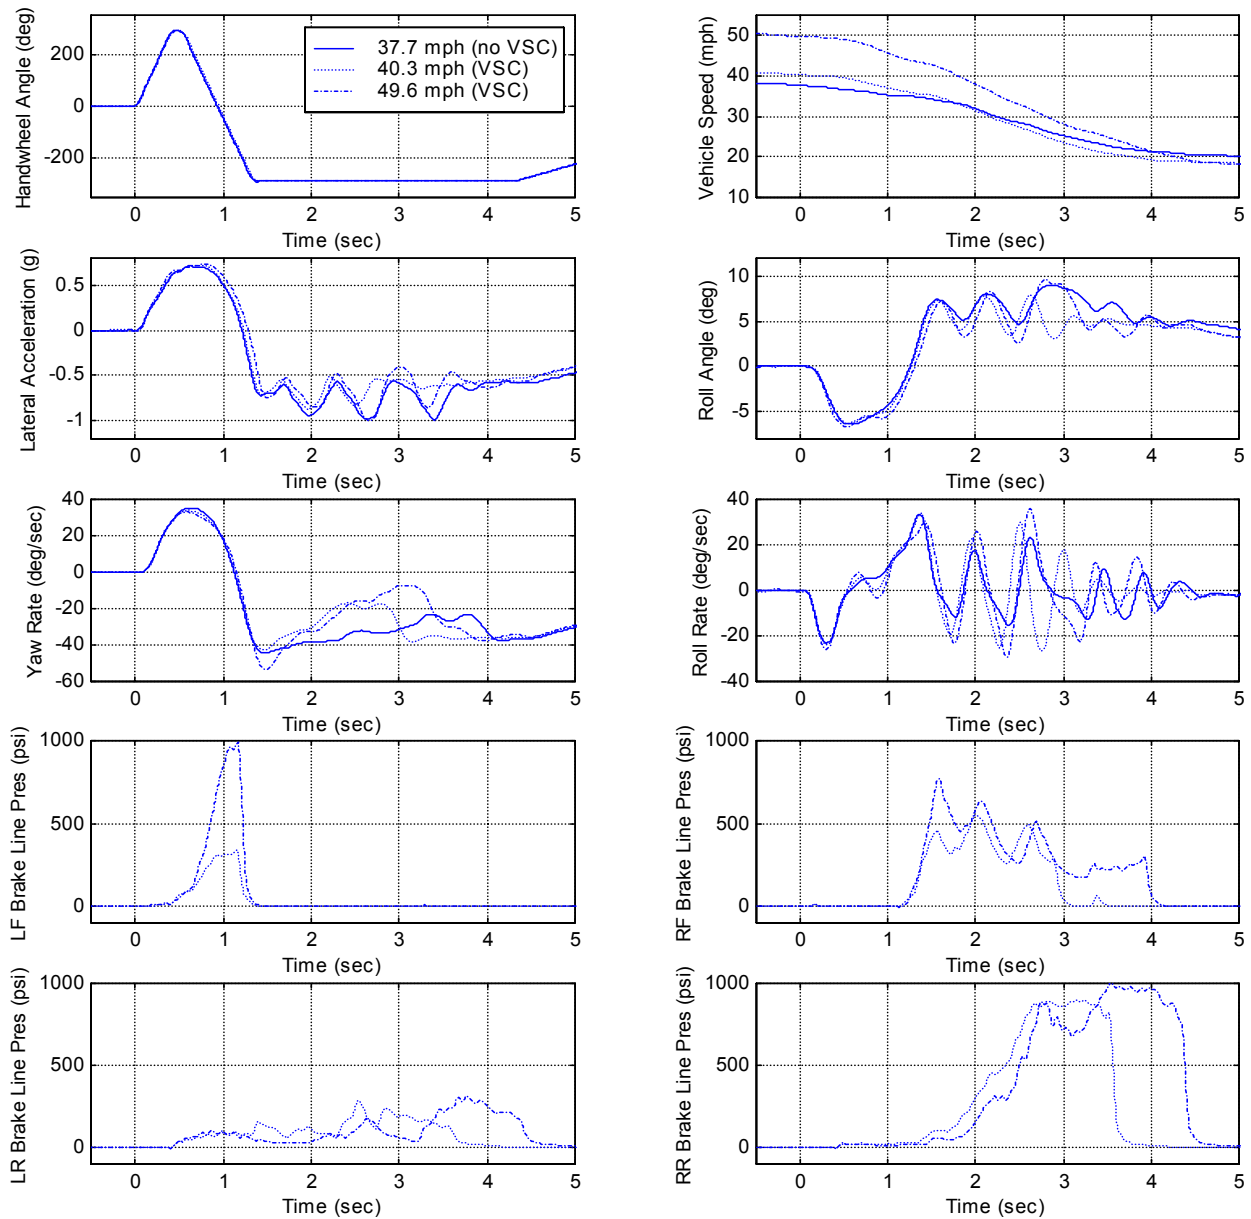 Handwheel Angle (deg)
200
0
-200
37.7 mph (no VSC)
40.3 mph (VSC)
49.6 mph (VSC)
0 1 2 3 4 5
Time (sec)
Vehicle Speed (mph)
50
40
30
20
10
0 1 2 3 4 5
Time (sec)
Lateral Acceleration (g)
0.5
0
-0.5
-1
0 1 2 3 4 5
Time (sec)
Roll Angle (deg)
10
5
0
-5
0 1 2 3 4 5
Time (sec)
Yaw Rate (deg/sec)
40
20
0
-20
-40
-60
0 1 2 3 4 5
Time (sec)
Roll Rate (deg/sec)
40
20
0
-20
-40
0 1 2 3 4 5
Time (sec)
LF Brake Line Pres (psi)
1000
500
0
0 1 2 3 4 5
Time (sec)
RF Brake Line Pres (psi)
1000
500
0
0 1 2 3 4 5
Time (sec)
LR Brake Line Pres (psi)
1000
500
0
0 1 2 3 4 5
Time (sec)
RR Brake Line Pres (psi)
1000
500
0
0 1 2 3 4 5
Time (sec)